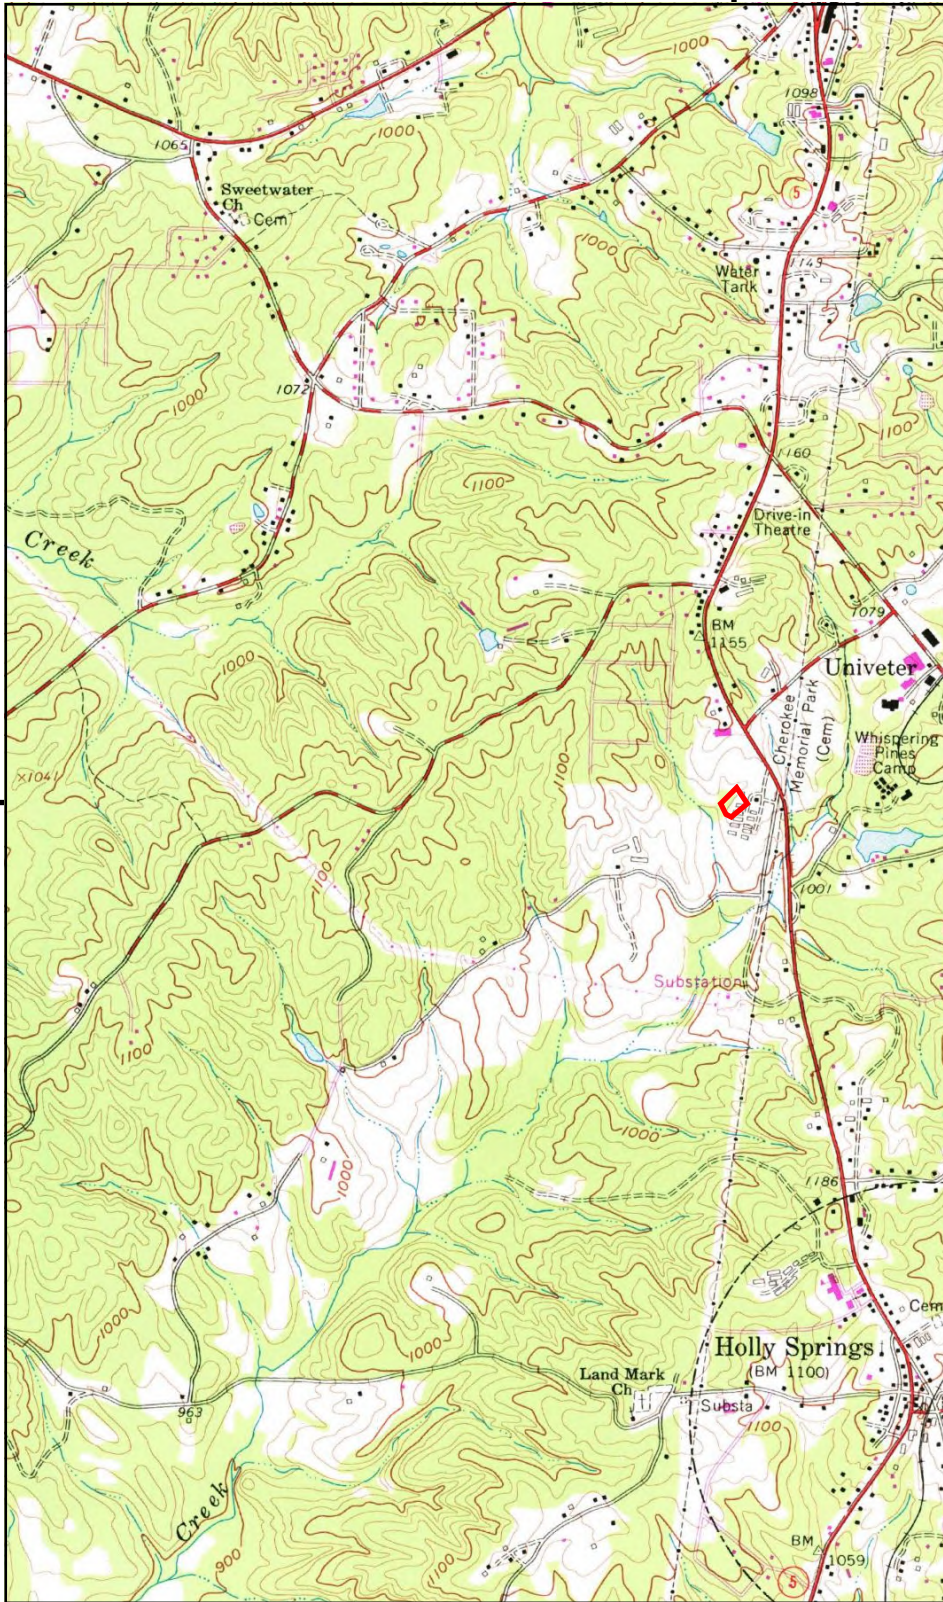 1000
1098
1000
1065
5
Sweetwater
Ch
Cem
1000
1143
Water
Tank
1072
1000
1100
1160
1100
Drive-in
Theatre
Creek
1079
BM
1155
1000
Univeter
Cherokee
Memorial Park
(Cem)
Whispering
Pines
Camp
×1041
1100
1100
1001
Substation
1100
1000
1000
1186
1000
Cem
1000
Holly Springs
(BM 1100)
Land Mark
Ch
Substa
963
1100
Creek
900
1100
BM
1059
5